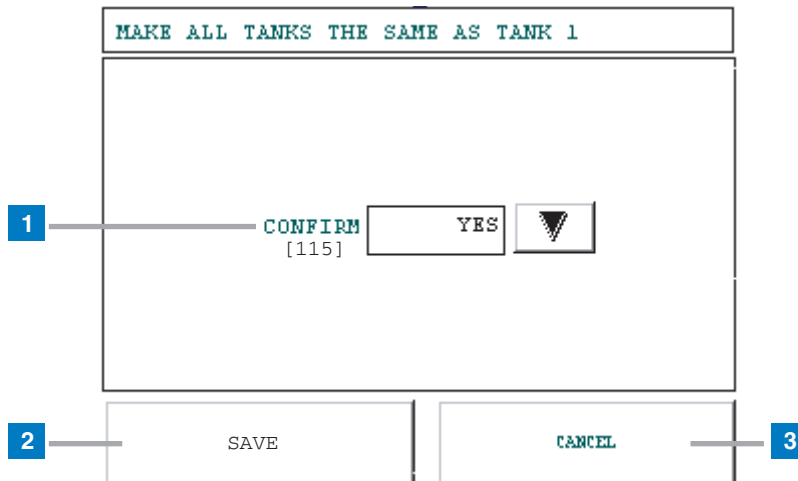 MAKE ALL TANKS THE SAME AS TANK 1
1
CONFIRM
YES
[115]
2
SAVE
CANCEL
3